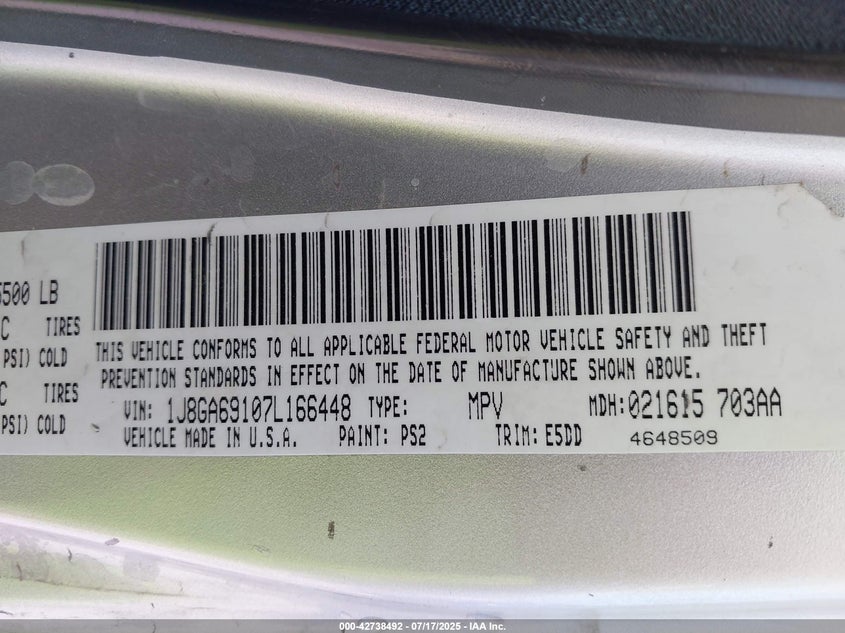 5500 LB
C TIRES
PSI) COLD
C TIRES
PSI) COLD
THIS VEHICLE CONFORMS TO ALL APPLICABLE FEDERAL MOTOR VEHICLE SAFETY AND THEFT
PREVENTION STANDARDS IN EFFECT ON THE DATE OF MANUFACTURE SHOWN ABOVE.
VIN: 1J8GA69107L166448 TYPE: MPV MDH:021615 703AA
VEHICLE MADE IN U.S.A. PAINT: PS2 TRIM: E5DD 4648509
000-42738492 - 07/17/2025 - IAA Inc.